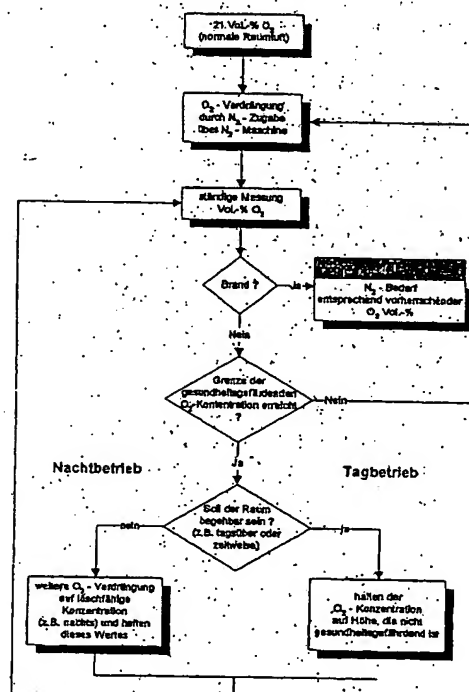 21 Vol.-% O₂
(normale Raumluft)
O₂ - Verdrängung
durch N₂ - Zugabe
über N₂ - Maschine
ständige Messung
Vol.-% O₂
Brand ?
Ja
N₂ - Bedarf
entsprechend vorherrschender
O₂ Vol.-%
Nein
Grenze der
gesundheitsgefährdenden
O₂-Konzentration erreicht
?
Nein
Ja
Nachtbetrieb
Tagbetrieb
Soll der Raum
begehbar sein ?
(z.B. tagsüber oder
zeitweise)
nein
ja
weitere O₂ - Verdrängung
auf löschfähige
Konzentration
(z.B. nachts) und halten
dieses Wertes
halten der
O₂ - Konzentration
auf Höhe, die nicht
gesundheitsgefährdend ist